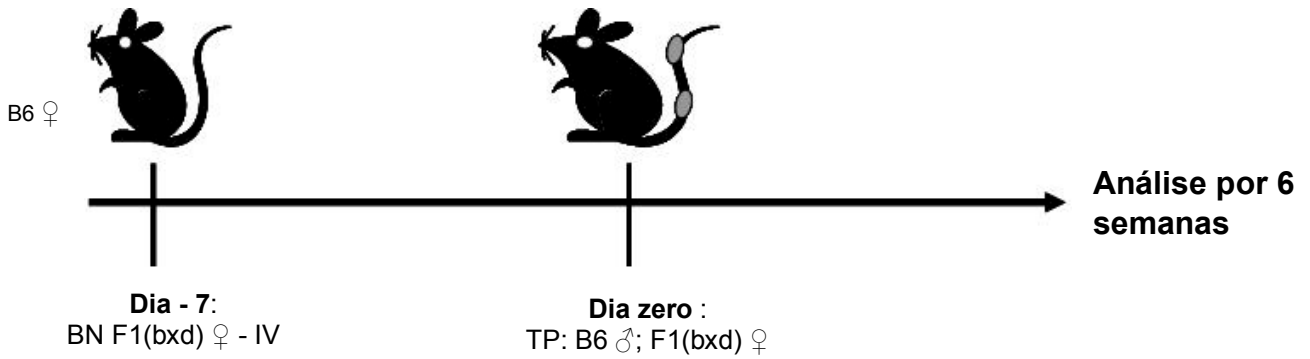 B6 ♀
Análise por 6
semanas
Dia - 7:
BN F1(bxd) ♀ - IV
Dia zero :
TP: B6 ♂; F1(bxd) ♀